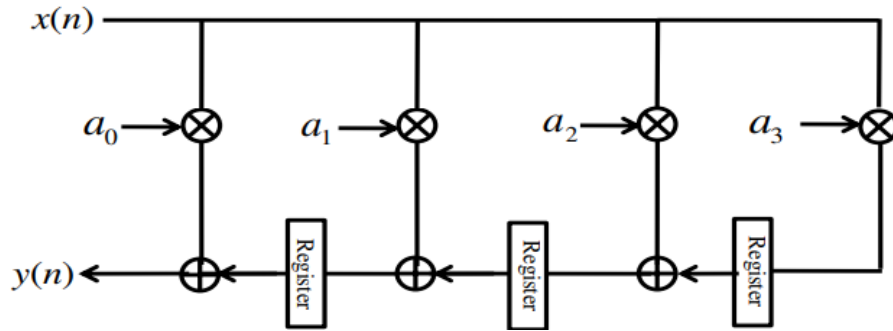 x(n)
a₀
a₁
a₂
a₃
Register
Register
Register
y(n)